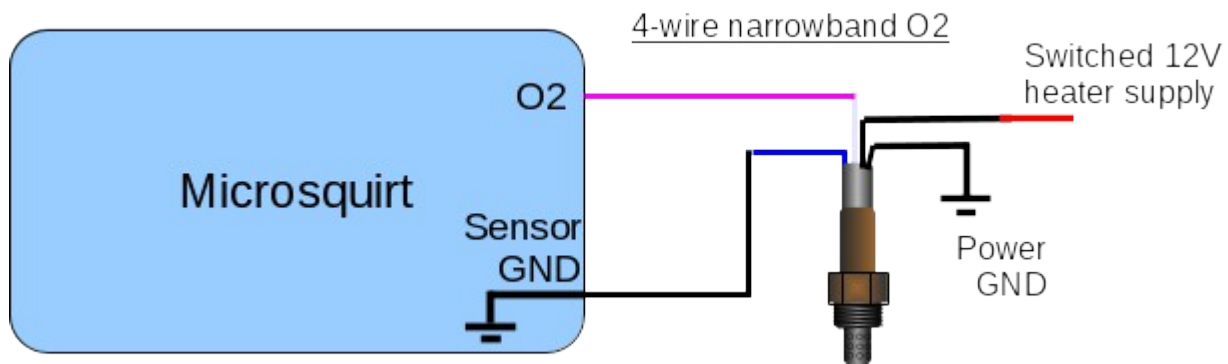 4-wire narrowband O2
Switched 12V
heater supply
O2
Microsquirt
Sensor
GND
Power
GND